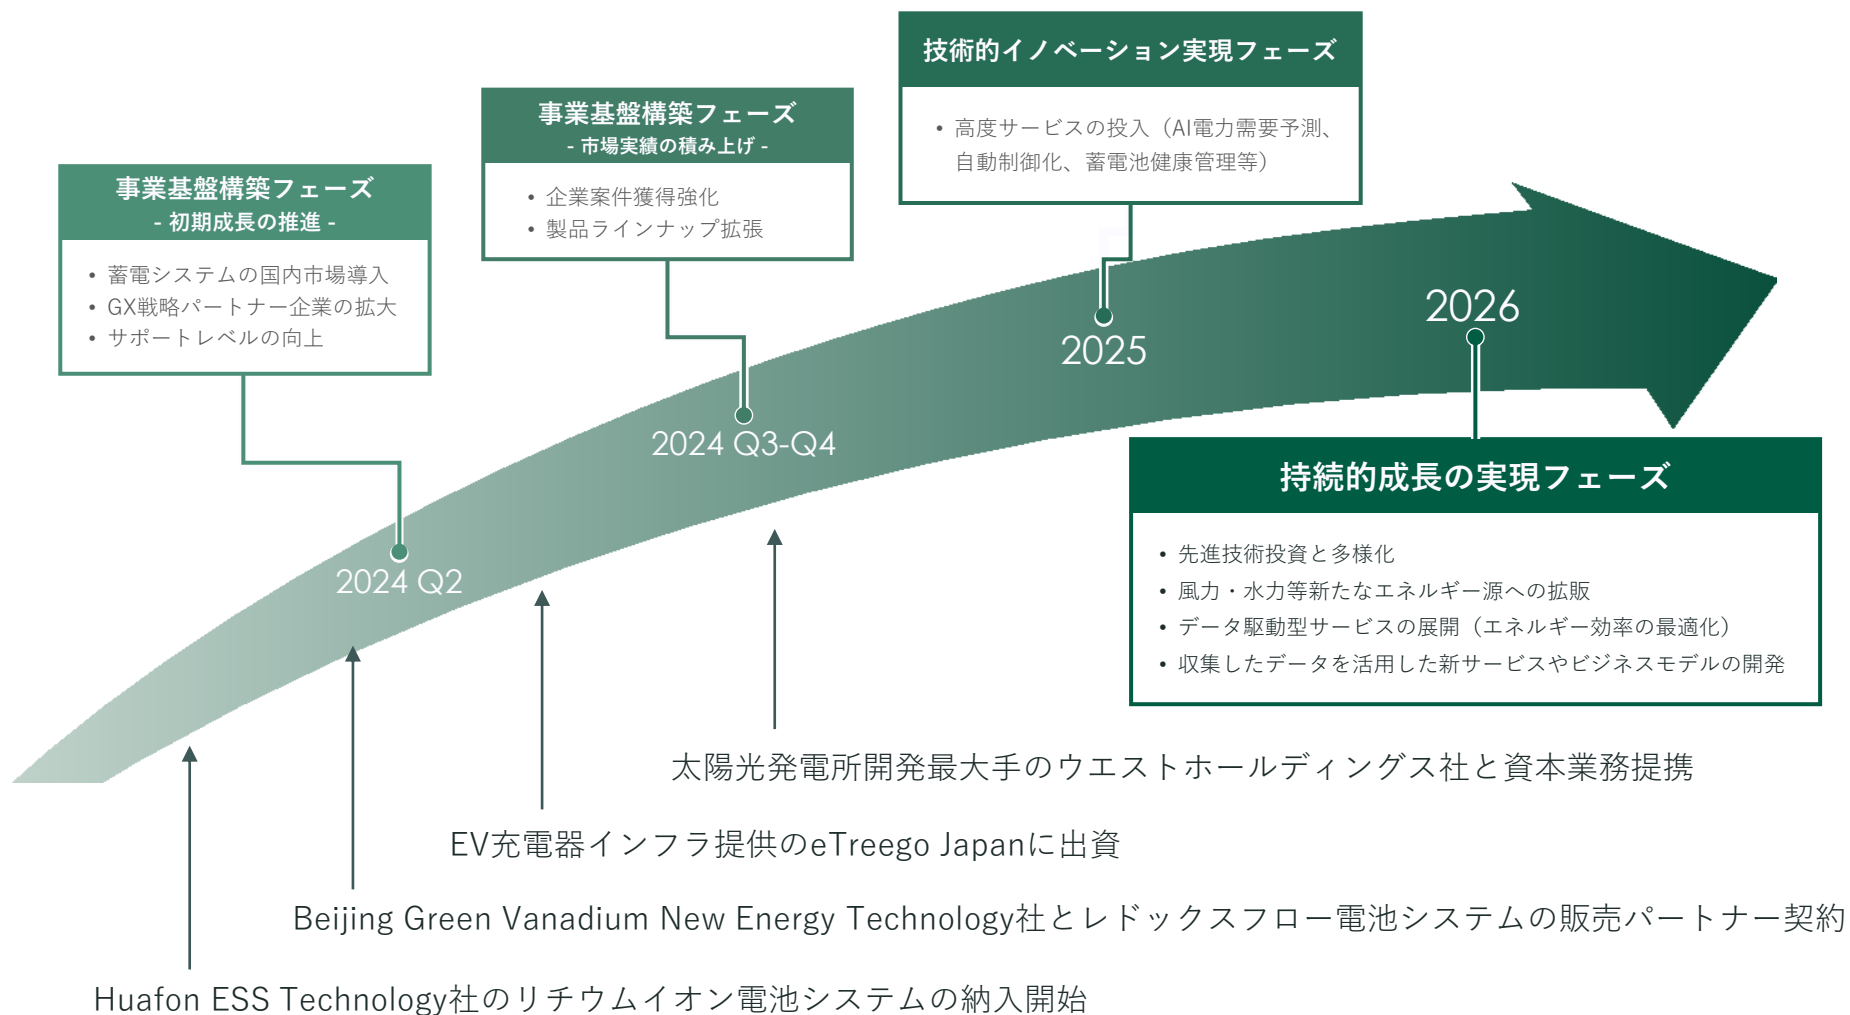 技術的イノベーション実現フェーズ
• 高度サービスの投入（AI電力需要予測、
自動制御化、蓄電池健康管理等）
事業基盤構築フェーズ
- 市場実績の積み上げ -
• 企業案件獲得強化
• 製品ラインナップ拡張
事業基盤構築フェーズ
- 初期成長の推進 -
• 蓄電システムの国内市場導入
• GX戦略パートナー企業の拡大
• サポートレベルの向上
2024 Q2
2024 Q3-Q4
2025
2026
持続的成長の実現フェーズ
• 先進技術投資と多様化
• 風力・水力等新たなエネルギー源への拡販
• データ駆動型サービスの展開（エネルギー効率の最適化）
• 収集したデータを活用した新サービスやビジネスモデルの開発
太陽光発電所開発最大手のウエストホールディングス社と資本業務提携
EV充電器インフラ提供のeTreego Japanに出資
Beijing Green Vanadium New Energy Technology社とレドックスフロー電池システムの販売パートナー契約
Huafon ESS Technology社のリチウムイオン電池システムの納入開始